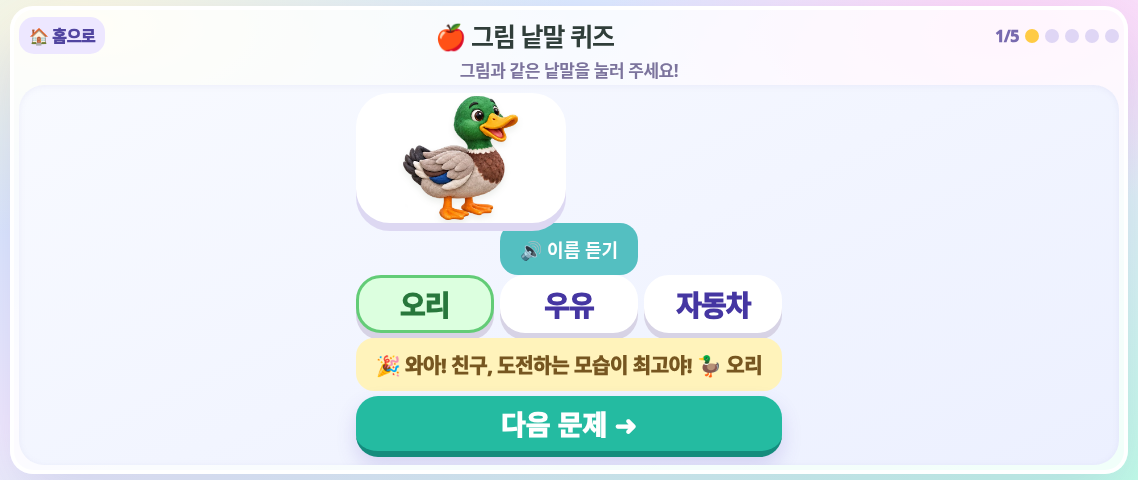 🏠 홈으로
🍎 그림 낱말 퀴즈
1/5
그림과 같은 낱말을 눌러 주세요!
🔊 이름 듣기
오리
우유
자동차
🎉 와아! 친구, 도전하는 모습이 최고야! 🦆 오리
다음 문제 ➜